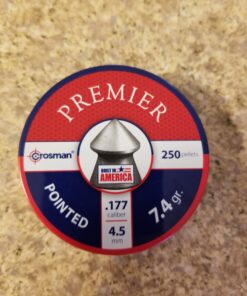 PREMIER
Crosman®
250 pellets
BUILT IN
AMERICA
POINTED
.177
caliber
4.5
mm
7.4 gr.